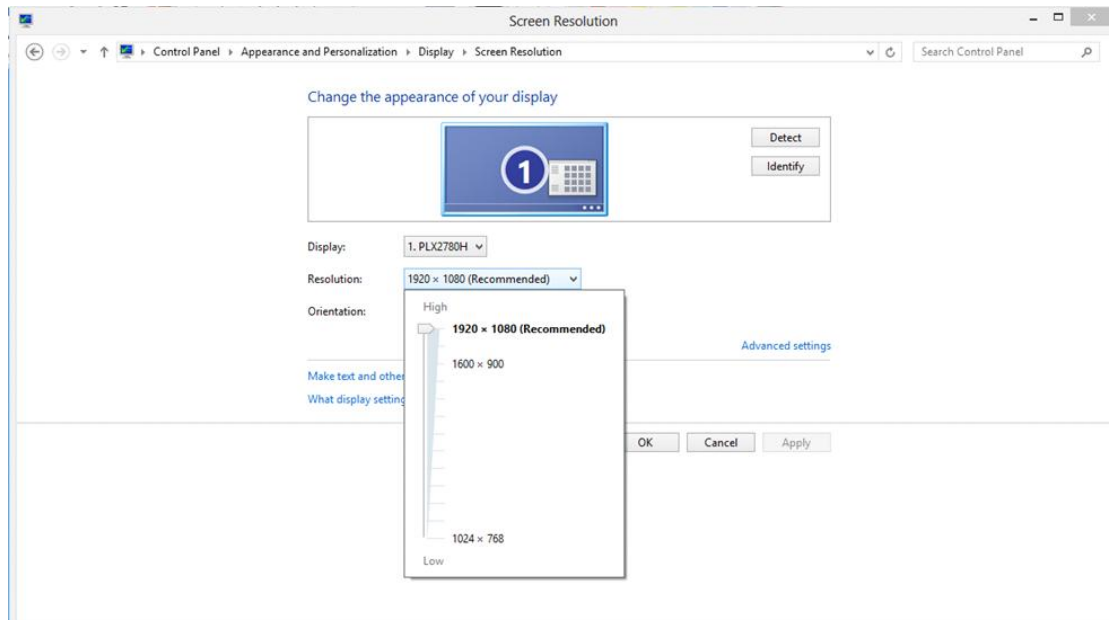 Screen Resolution
Control Panel Appearance and Personalization Display Screen Resolution
Search Control Panel
Change the appearance of your display
1
Detect
Identify
Display: 1. PLX2780H
Resolution: 1920 × 1080 (Recommended)
Orientation:
High
1920 × 1080 (Recommended)
Advanced settings
1600 × 900
Make text and other
What display setting
OK Cancel Apply
1024 × 768
Low